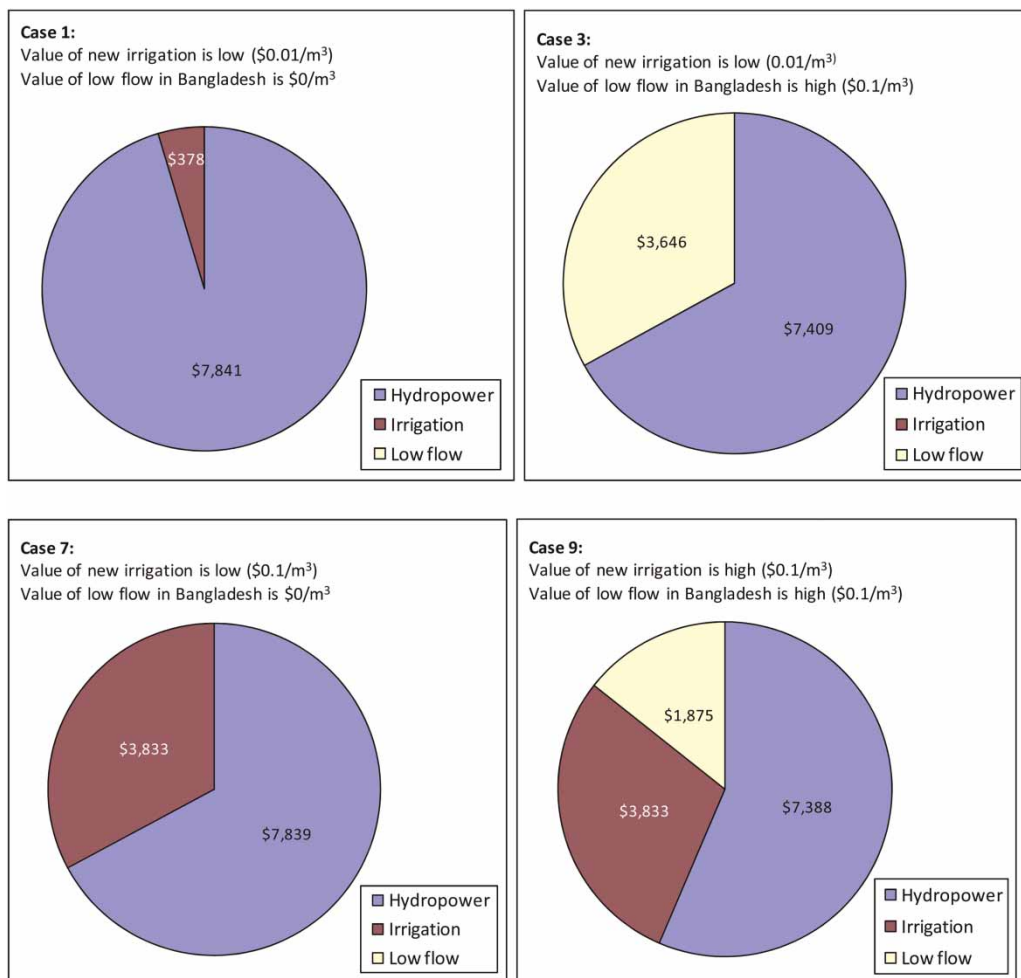 Case 1:
Value of new irrigation is low ($0.01/m³)
Value of low flow in Bangladesh is $0/m³
$378
$7,841
Hydropower
Irrigation
Low flow
Case 3:
Value of new irrigation is low (0.01/m³⁾
Value of low flow in Bangladesh is high ($0.1/m³)
$3,646
$7,409
Hydropower
Irrigation
Low flow
Case 7:
Value of new irrigation is low ($0.1/m³)
Value of low flow in Bangladesh is $0/m³
$3,833
$7,839
Hydropower
Irrigation
Low flow
Case 9:
Value of new irrigation is high ($0.1/m³)
Value of low flow in Bangladesh is high ($0.1/m³)
$1,875
$3,833
$7,388
Hydropower
Irrigation
Low flow